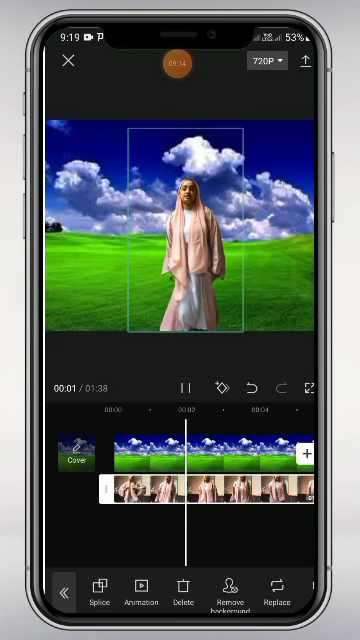 9:19
53%
09:14
720P
00:01 / 01:38
00:00
00:02
00:04
Cover
Splice
Animation
Delete
Remove
background
Replace